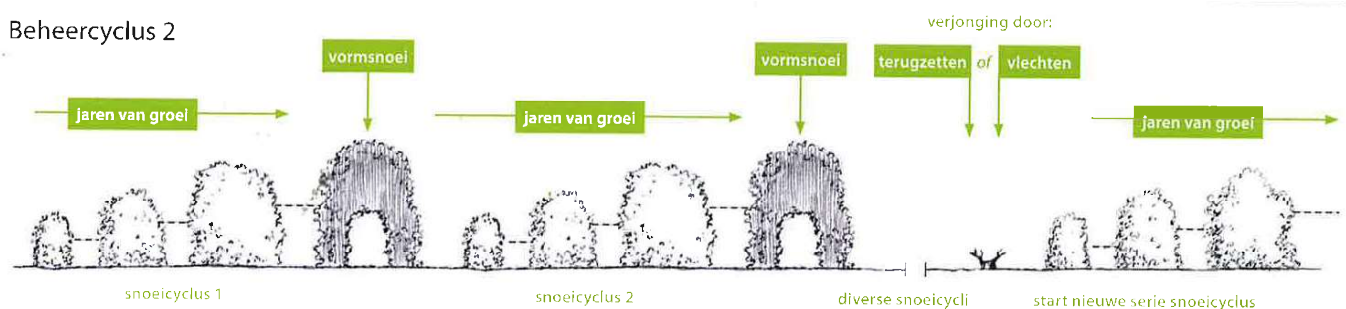 Beheercyclus 2
verjonging door:
vormsnoei
vormsnoei
terugzetten of vlechten
jaren van groei
jaren van groei
jaren van groei
snoeicyclus 1
snoeicyclus 2
diverse snoeicycli
start nieuwe serie snoeicyclus